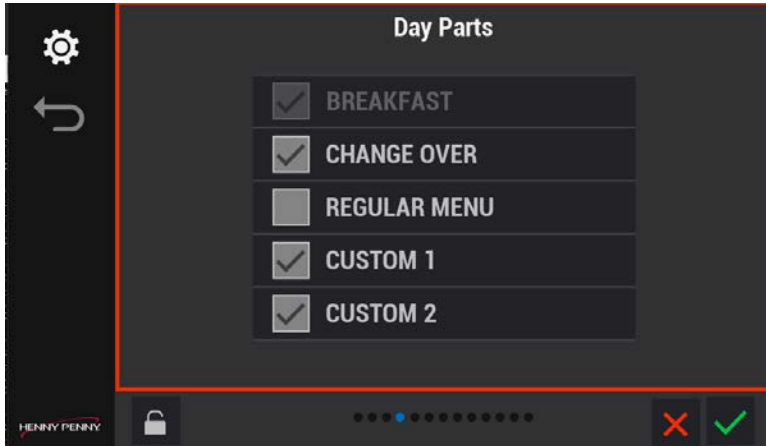 Day Parts
BREAKFAST
CHANGE OVER
REGULAR MENU
CUSTOM 1
CUSTOM 2
HENNY PENNY